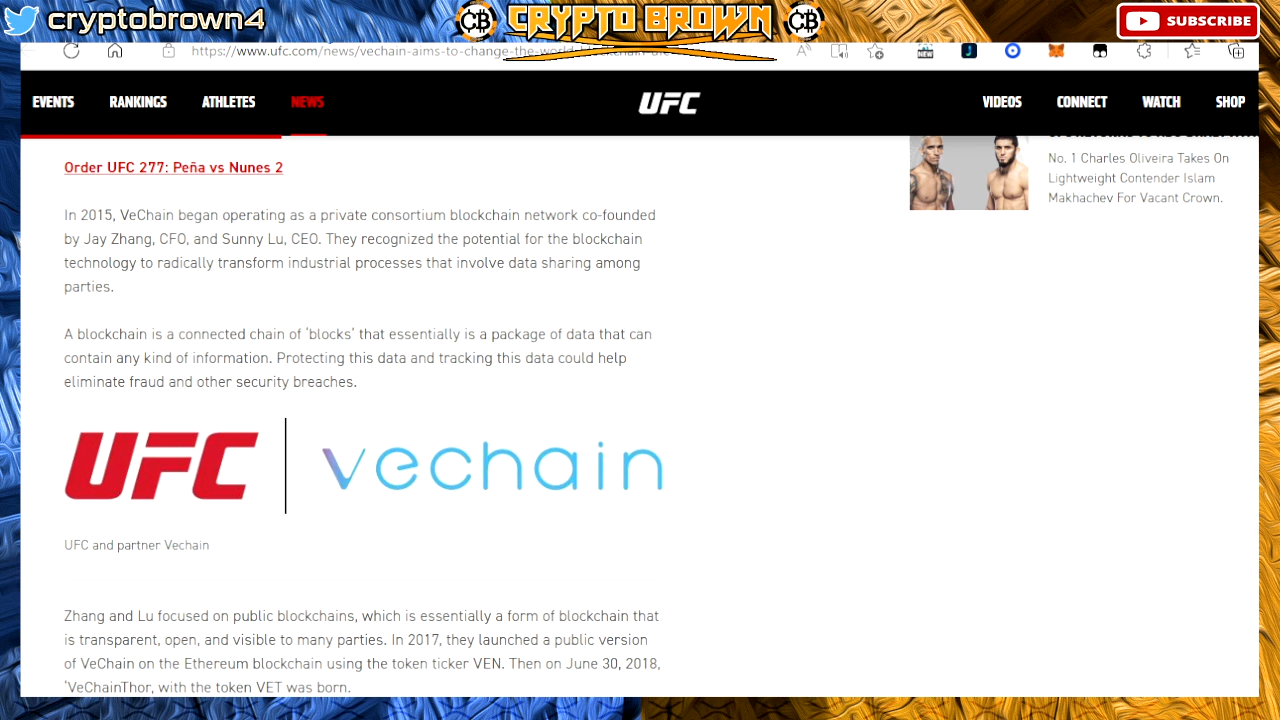 cryptobrown4
CB
CRYPTO BROWN
CB
SUBSCRIBE
https://www.ufc.com/news/vechain-aims-to-change-the-world
NEW
EVENTS
RANKINGS
ATHLETES
NEWS
UFC
VIDEOS
CONNECT
WATCH
SHOP
Order UFC 277: Peña vs Nunes 2
No. 1 Charles Oliveira Takes On
Lightweight Contender Islam
Makhachev For Vacant Crown.
In 2015, VeChain began operating as a private consortium blockchain network co-founded
by Jay Zhang, CFO, and Sunny Lu, CEO. They recognized the potential for the blockchain
technology to radically transform industrial processes that involve data sharing among
parties.
A blockchain is a connected chain of ‘blocks’ that essentially is a package of data that can
contain any kind of information. Protecting this data and tracking this data could help
eliminate fraud and other security breaches.
UFC
vechain
UFC and partner Vechain
Zhang and Lu focused on public blockchains, which is essentially a form of blockchain that
is transparent, open, and visible to many parties. In 2017, they launched a public version
of VeChain on the Ethereum blockchain using the token ticker VEN. Then on June 30, 2018,
‘VeChainThor, with the token VET was born.